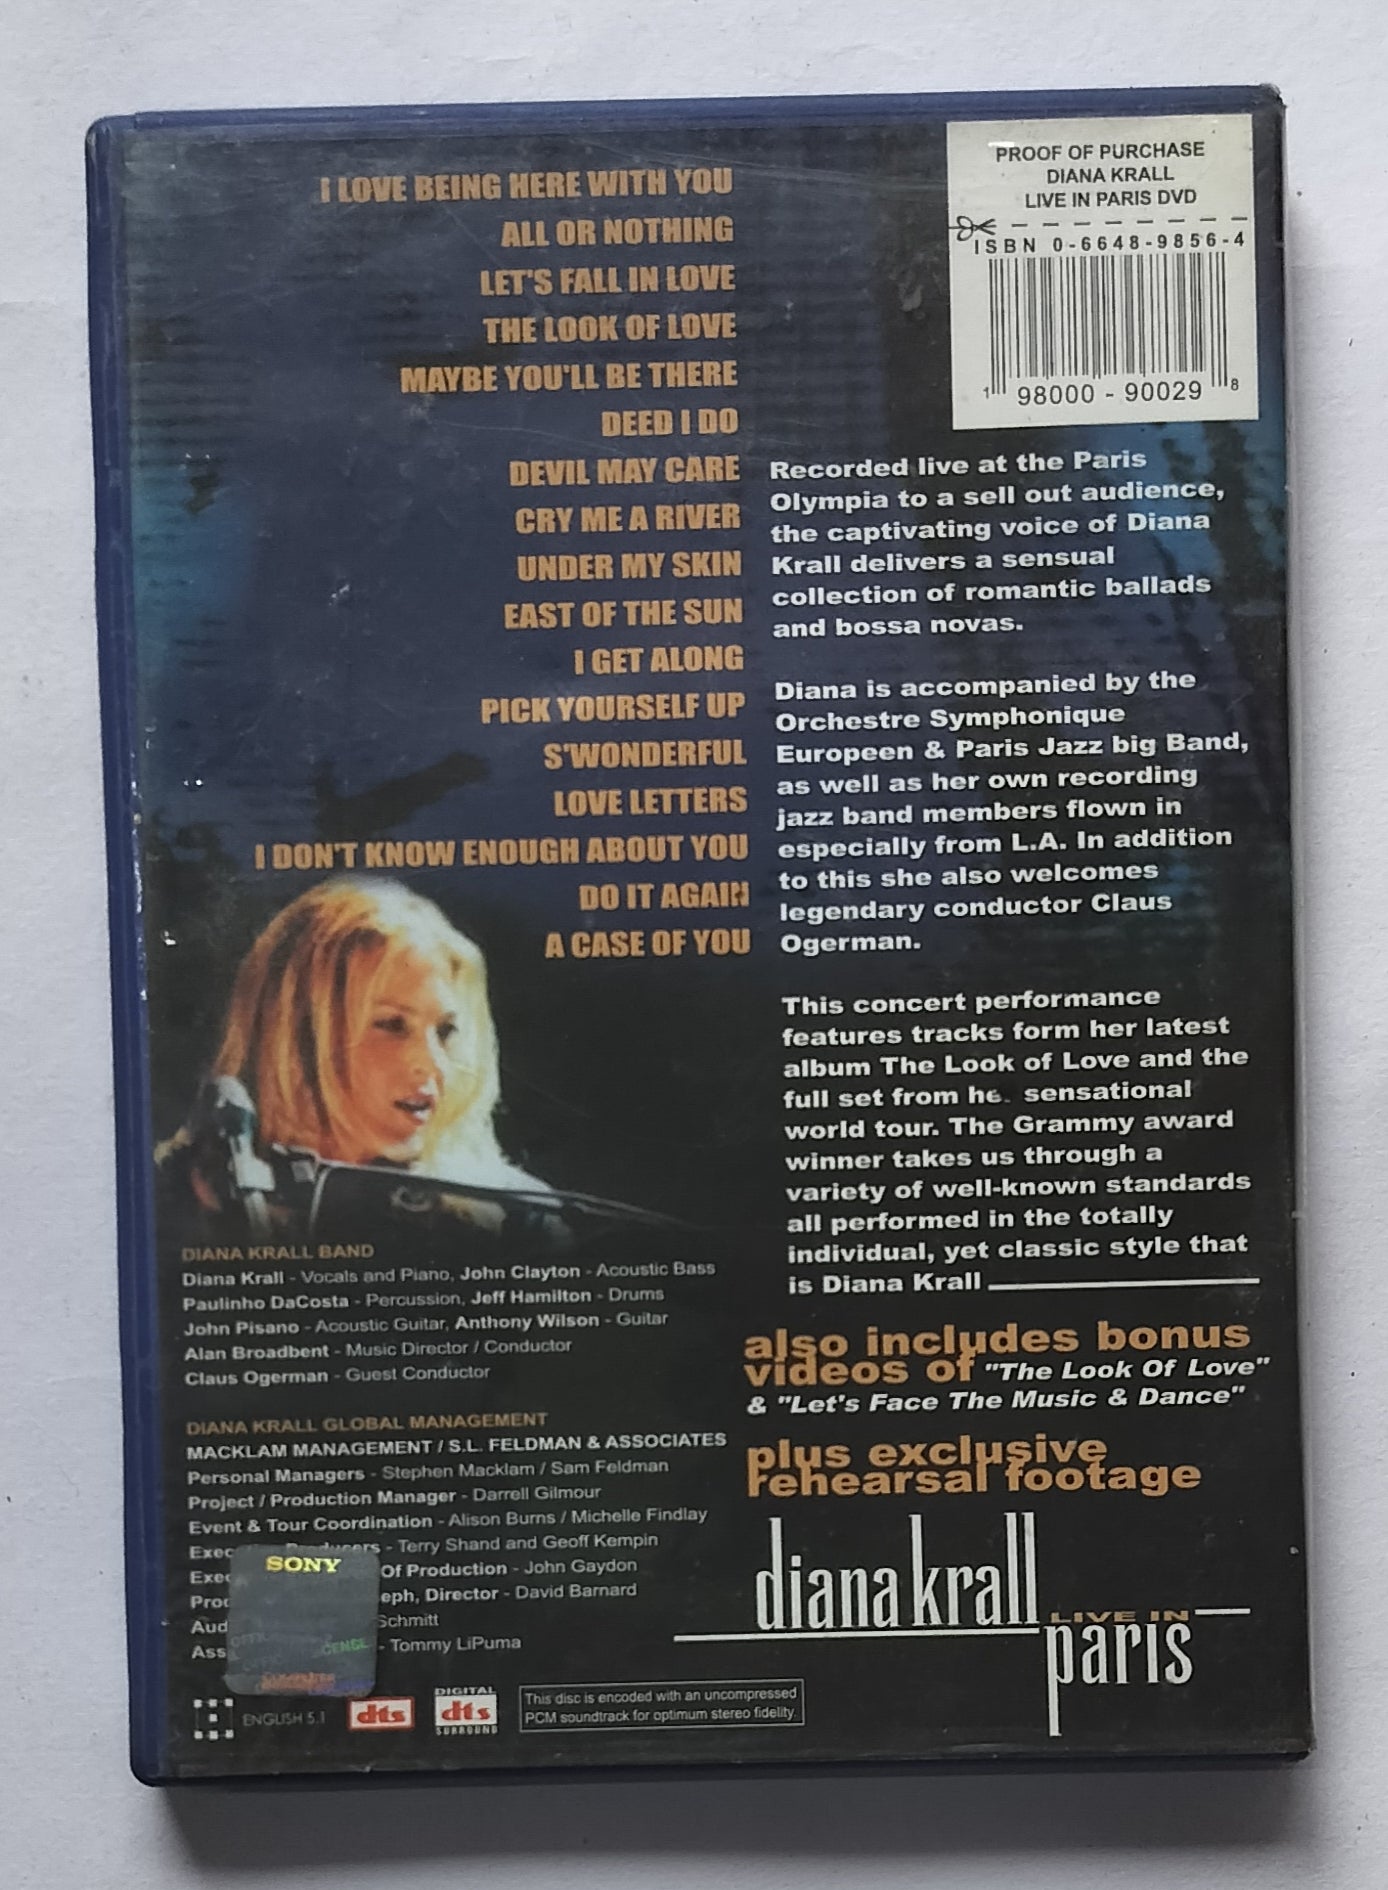 I LOVE BEING HERE WITH YOU
ALL OR NOTHING
LET'S FALL IN LOVE
THE LOOK OF LOVE
MAYBE YOU'LL BE THERE
DEED I DO
DEVIL MAY CARE
CRY ME A RIVER
UNDER MY SKIN
EAST OF THE SUN
I GET ALONG
PICK YOURSELF UP
S'WONDERFUL
LOVE LETTERS
I DON'T KNOW ENOUGH ABOUT YOU
DO IT AGAIN
A CASE OF YOU
PROOF OF PURCHASE
DIANA KRALL
LIVE IN PARIS DVD
ISBN 0-6648-9856-4
1 98000 - 90029 8
Recorded live at the Paris
Olympia to a sell out audience,
the captivating voice of Diana
Krall delivers a sensual
collection of romantic ballads
and bossa novas.
Diana is accompanied by the
Orchestre Symphonique
Europeen & Paris Jazz big Band,
as well as her own recording
jazz band members flown in
especially from L.A. In addition
to this she also welcomes
legendary conductor Claus
Ogerman.
This concert performance
features tracks form her latest
album The Look of Love and the
full set from he. sensational
world tour. The Grammy award
winner takes us through a
variety of well-known standards
all performed in the totally
individual, yet classic style that
is Diana Krall
also includes bonus
videos of "The Look Of Love"
& "Let's Face The Music & Dance"
plus exclusive
rehearsal footage
diana krall
LIVE IN
paris
DIANA KRALL BAND
Diana Krall - Vocals and Piano, John Clayton - Acoustic Bass
Paulinho DaCosta - Percussion, Jeff Hamilton - Drums
John Pisano - Acoustic Guitar, Anthony Wilson - Guitar
Alan Broadbent - Music Director / Conductor
Claus Ogerman - Guest Conductor
DIANA KRALL GLOBAL MANAGEMENT
MACKLAM MANAGEMENT / S.L. FELDMAN & ASSOCIATES
Personal Managers - Stephen Macklam / Sam Feldman
Project / Production Manager - Darrell Gilmour
Event & Tour Coordination - Alison Burns / Michelle Findlay
- Terry Shand and Geoff Kempin
Of Production - John Gaydon
Director - David Barnard
Schmitt
- Tommy LiPuma
SONY
ENGLISH 5.1
dts
DIGITAL
dts
SURROUND
This disc is encoded with an uncompressed
PCM soundtrack for optimum stereo fidelity.